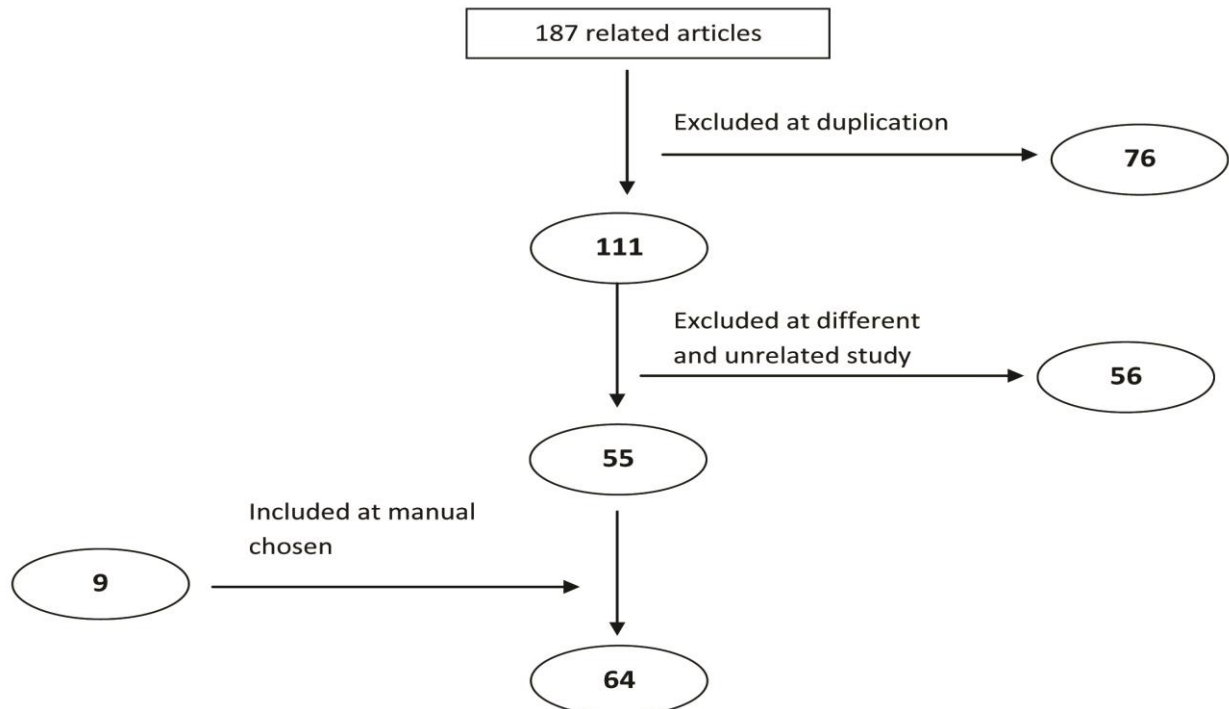 187 related articles
Excluded at duplication
76
111
Excluded at different
and unrelated study
56
55
Included at manual
chosen
9
64